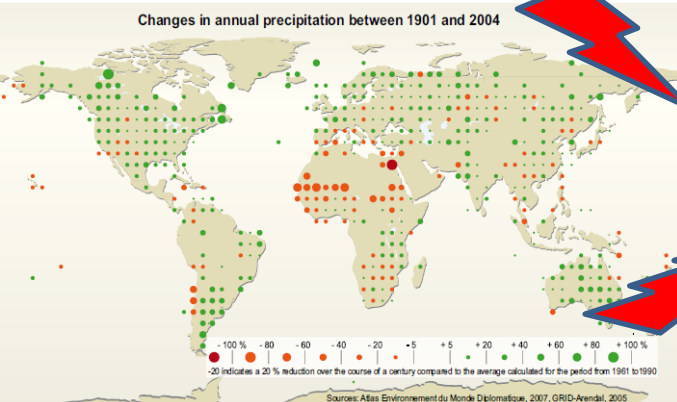 Changes in annual precipitation between 1901 and 2004
- 100 % - 80 - 60 - 40 - 20 - 5 + 5 + 20 + 40 + 60 + 80 + 100 %
-20 indicates a 20 % reduction over the course of a century compared to the average calculated for the period from 1961 to1990
Sources: Atlas Environnement du Monde Diplomatique, 2007, GRID-Arendal, 2005